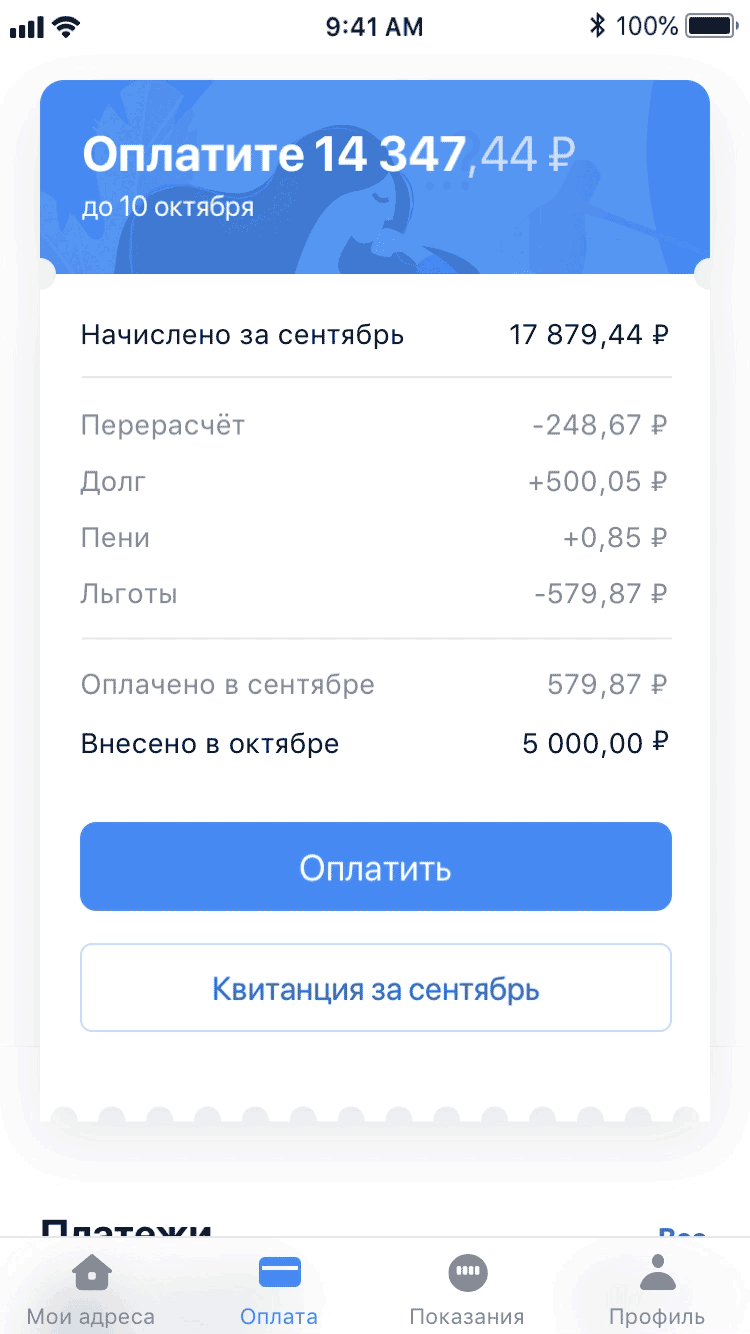 9:41 AM 100%
Оплатите 14 347,44 ₽
до 10 октября
Начислено за сентябрь 17 879,44 ₽
Перерасчёт -248,67 ₽
Долг +500,05 ₽
Пени +0,85 ₽
Льготы -579,87 ₽
Оплачено в сентябре 579,87 ₽
Внесено в октябре 5 000,00 ₽
Оплатить
Квитанция за сентябрь
Платежи Все
Мои адреса Оплата Показания Профиль